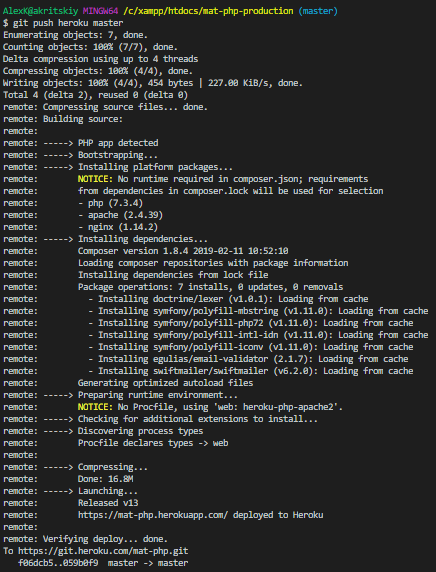 AlexK@akritskiy MINGW64 /c/xampp/htdocs/mat-php-production (master)
$ git push heroku master
Enumerating objects: 7, done.
Counting objects: 100% (7/7), done.
Delta compression using up to 4 threads
Compressing objects: 100% (4/4), done.
Writing objects: 100% (4/4), 454 bytes | 227.00 KiB/s, done.
Total 4 (delta 2), reused 0 (delta 0)
remote: Compressing source files... done.
remote: Building source:
remote:
remote: -----> PHP app detected
remote: -----> Bootstrapping...
remote: -----> Installing platform packages...
remote:        NOTICE: No runtime required in composer.json; requirements
remote:        from dependencies in composer.lock will be used for selection
remote:        - php (7.3.4)
remote:        - apache (2.4.39)
remote:        - nginx (1.14.2)
remote: -----> Installing dependencies...
remote:        Composer version 1.8.4 2019-02-11 10:52:10
remote:        Loading composer repositories with package information
remote:        Installing dependencies from lock file
remote:        Package operations: 7 installs, 0 updates, 0 removals
remote:          - Installing doctrine/lexer (v1.0.1): Loading from cache
remote:          - Installing symfony/polyfill-mbstring (v1.11.0): Loading from cache
remote:          - Installing symfony/polyfill-php72 (v1.11.0): Loading from cache
remote:          - Installing symfony/polyfill-intl-idn (v1.11.0): Loading from cache
remote:          - Installing symfony/polyfill-iconv (v1.11.0): Loading from cache
remote:          - Installing egulias/email-validator (2.1.7): Loading from cache
remote:          - Installing swiftmailer/swiftmailer (v6.2.0): Loading from cache
remote:        Generating optimized autoload files
remote: -----> Preparing runtime environment...
remote:        NOTICE: No Procfile, using 'web: heroku-php-apache2'.
remote: -----> Checking for additional extensions to install...
remote: -----> Discovering process types
remote:        Procfile declares types -> web
remote:
remote: -----> Compressing...
remote:        Done: 16.8M
remote: -----> Launching...
remote:        Released v13
remote:        https://mat-php.herokuapp.com/ deployed to Heroku
remote:
remote: Verifying deploy... done.
To https://git.heroku.com/mat-php.git
   f06dcb5..059b0f9  master -> master